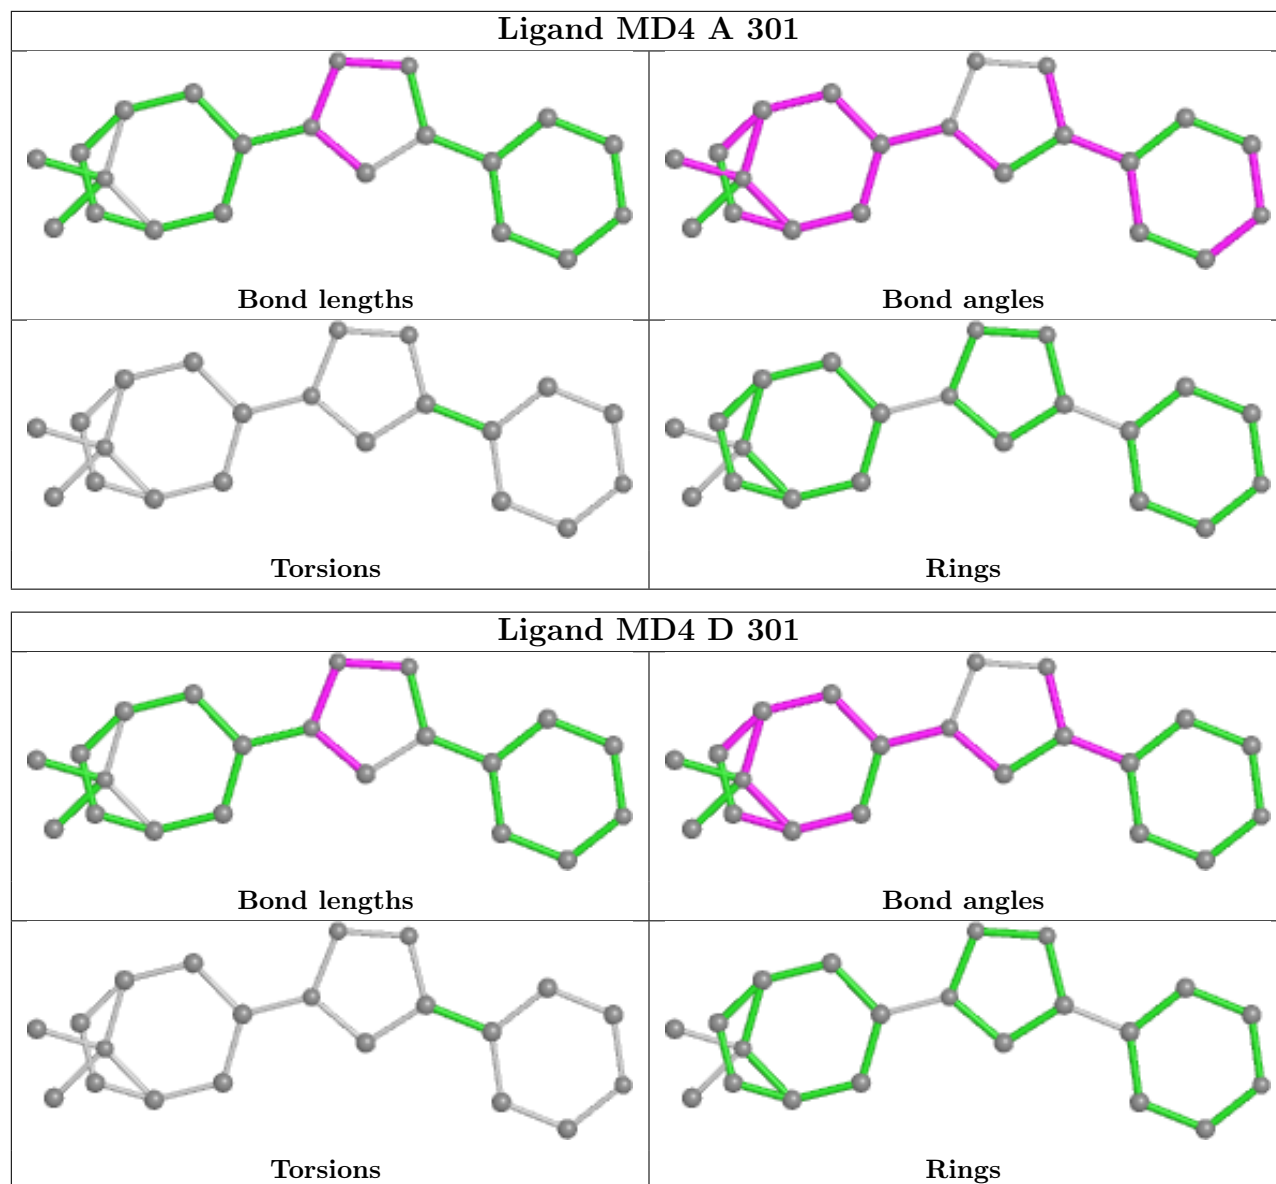 Ligand MD4 A 301
Bond lengths
Bond angles
Torsions
Rings
Ligand MD4 D 301
Bond lengths
Bond angles
Torsions
Rings